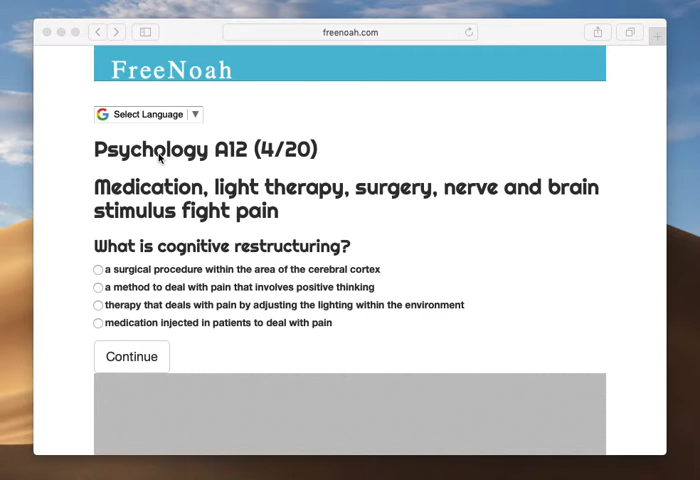 freenoah.com
FreeNoah
Select Language
Psychology A12 (4/20)
Medication, light therapy, surgery, nerve and brain
stimulus fight pain
What is cognitive restructuring?
a surgical procedure within the area of the cerebral cortex
a method to deal with pain that involves positive thinking
therapy that deals with pain by adjusting the lighting within the environment
medication injected in patients to deal with pain
Continue